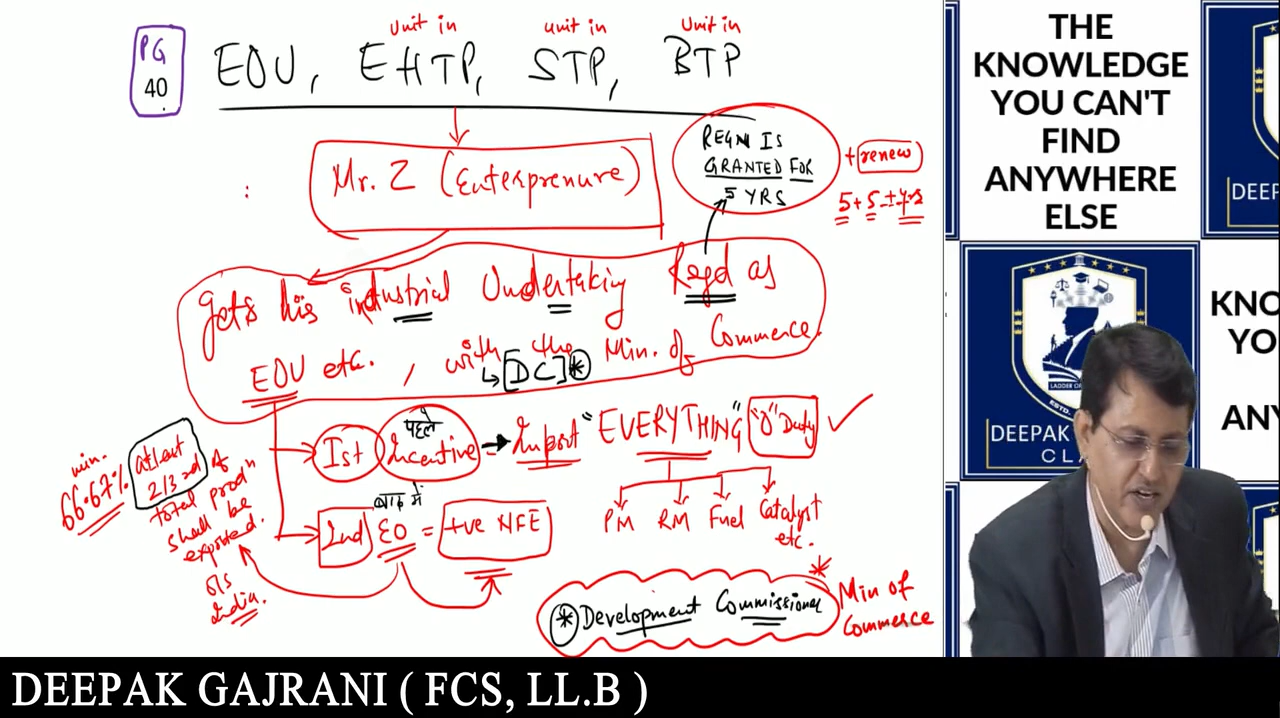 PG
40
unit in
unit in
unit in
EOU, EHTP, STP, BTP
Mr. Z (Enterprenure)
REGN IS
GRANTED FOR
5 YRS
+ renew
5+5-±yrs
Gets his industrial Undertaking Regd as
EOU etc., with the Min. of Commerce.
[DC]*
Ist
पहले
Incentive
Import "EVERYTHING" "0" Duty
PM RM Fuel Catalyst
etc.
IInd
बाद में
EO = +ve NFE
min.
66.67%
atleast
2/3rd of
total prodn
shall be
exported.
o/s
India.
* Development Commissioner
*
Min of
Commerce
THE
KNOWLEDGE
YOU CAN'T
FIND
ANYWHERE
ELSE
DEEP
DEEPAK
CLA
KNO
YO
ANY
DEEPAK GAJRANI ( FCS, LL.B )